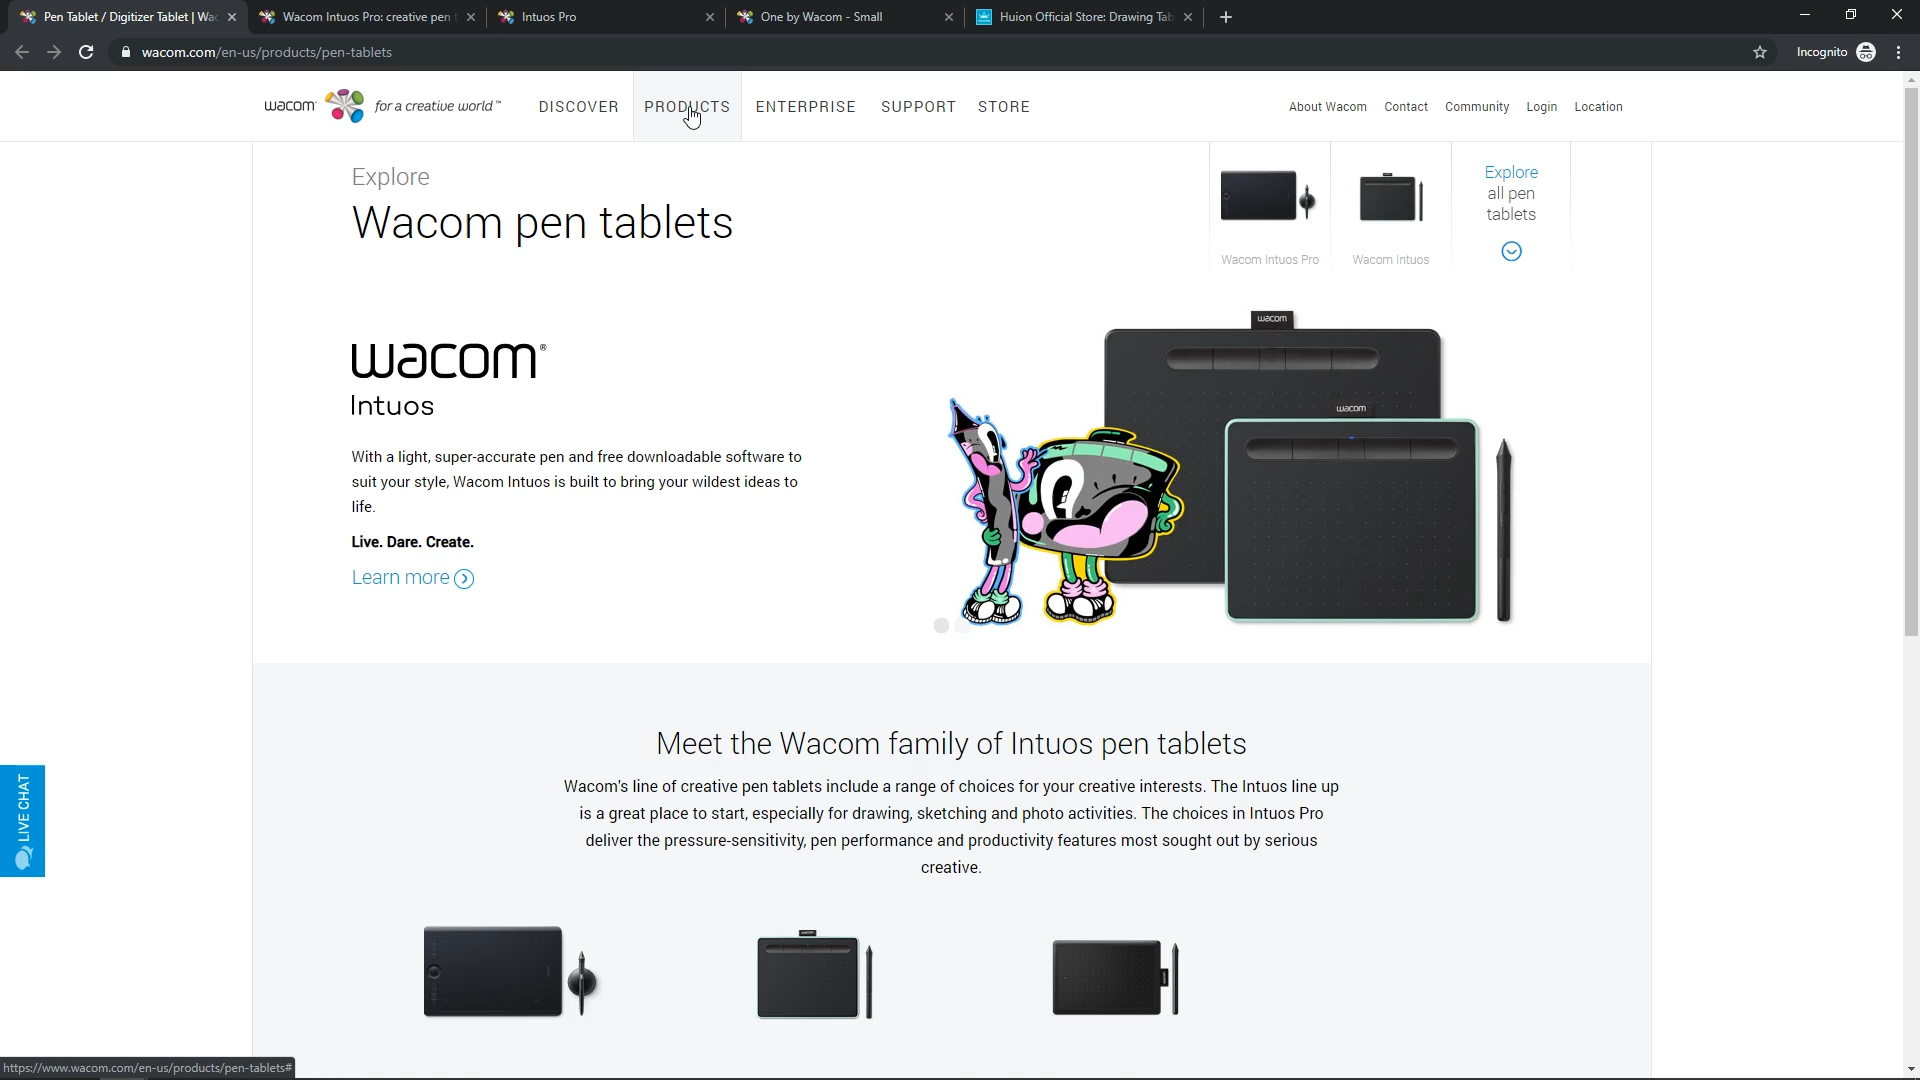 Pen Tablet / Digitizer Tablet | Wac
Wacom Intuos Pro: creative pen t
Intuos Pro
One by Wacom - Small
Huion Official Store: Drawing Tab
wacom.com/en-us/products/pen-tablets
Incognito
wacom
for a creative world™
DISCOVER
PRODUCTS
ENTERPRISE
SUPPORT
STORE
About Wacom
Contact
Community
Login
Location
Explore
Wacom pen tablets
Wacom Intuos Pro
Wacom Intuos
Explore
all pen
tablets
wacom®
Intuos
With a light, super-accurate pen and free downloadable software to
suit your style, Wacom Intuos is built to bring your wildest ideas to
life.
Live. Dare. Create.
Learn more
wacom
wacom
Meet the Wacom family of Intuos pen tablets
Wacom's line of creative pen tablets include a range of choices for your creative interests. The Intuos line up
is a great place to start, especially for drawing, sketching and photo activities. The choices in Intuos Pro
deliver the pressure-sensitivity, pen performance and productivity features most sought out by serious
creative.
LIVE CHAT
https://www.wacom.com/en-us/products/pen-tablets#